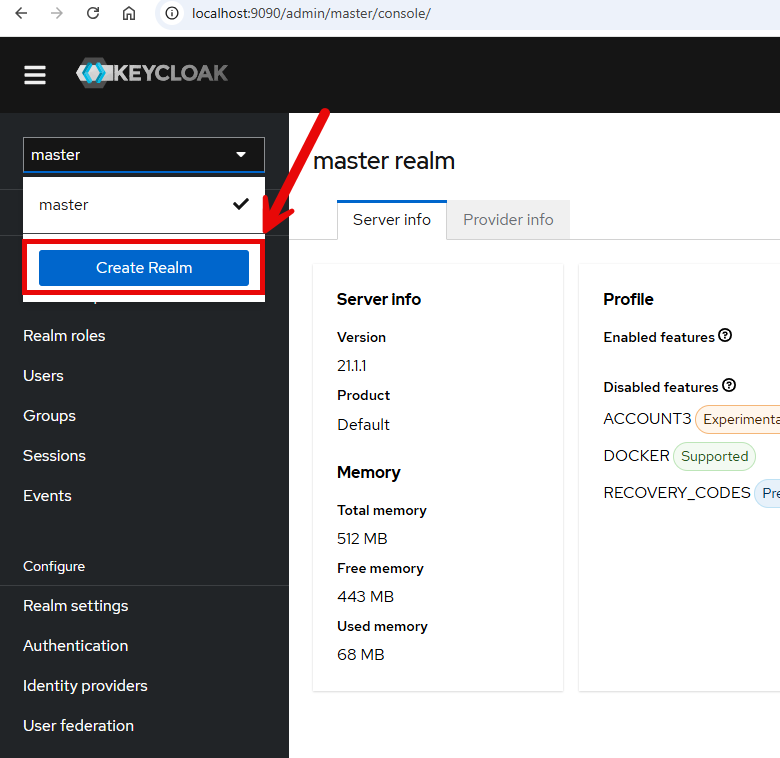 localhost:9090/admin/master/console/
KEYCLOAK
master
master
Create Realm
Realm roles
Users
Groups
Sessions
Events
Configure
Realm settings
Authentication
Identity providers
User federation
master realm
Server info
Provider info
Server info
Version
21.1.1
Product
Default
Memory
Total memory
512 MB
Free memory
443 MB
Used memory
68 MB
Profile
Enabled features
Disabled features
ACCOUNT3 Experimenta
DOCKER Supported
RECOVERY_CODES Pre